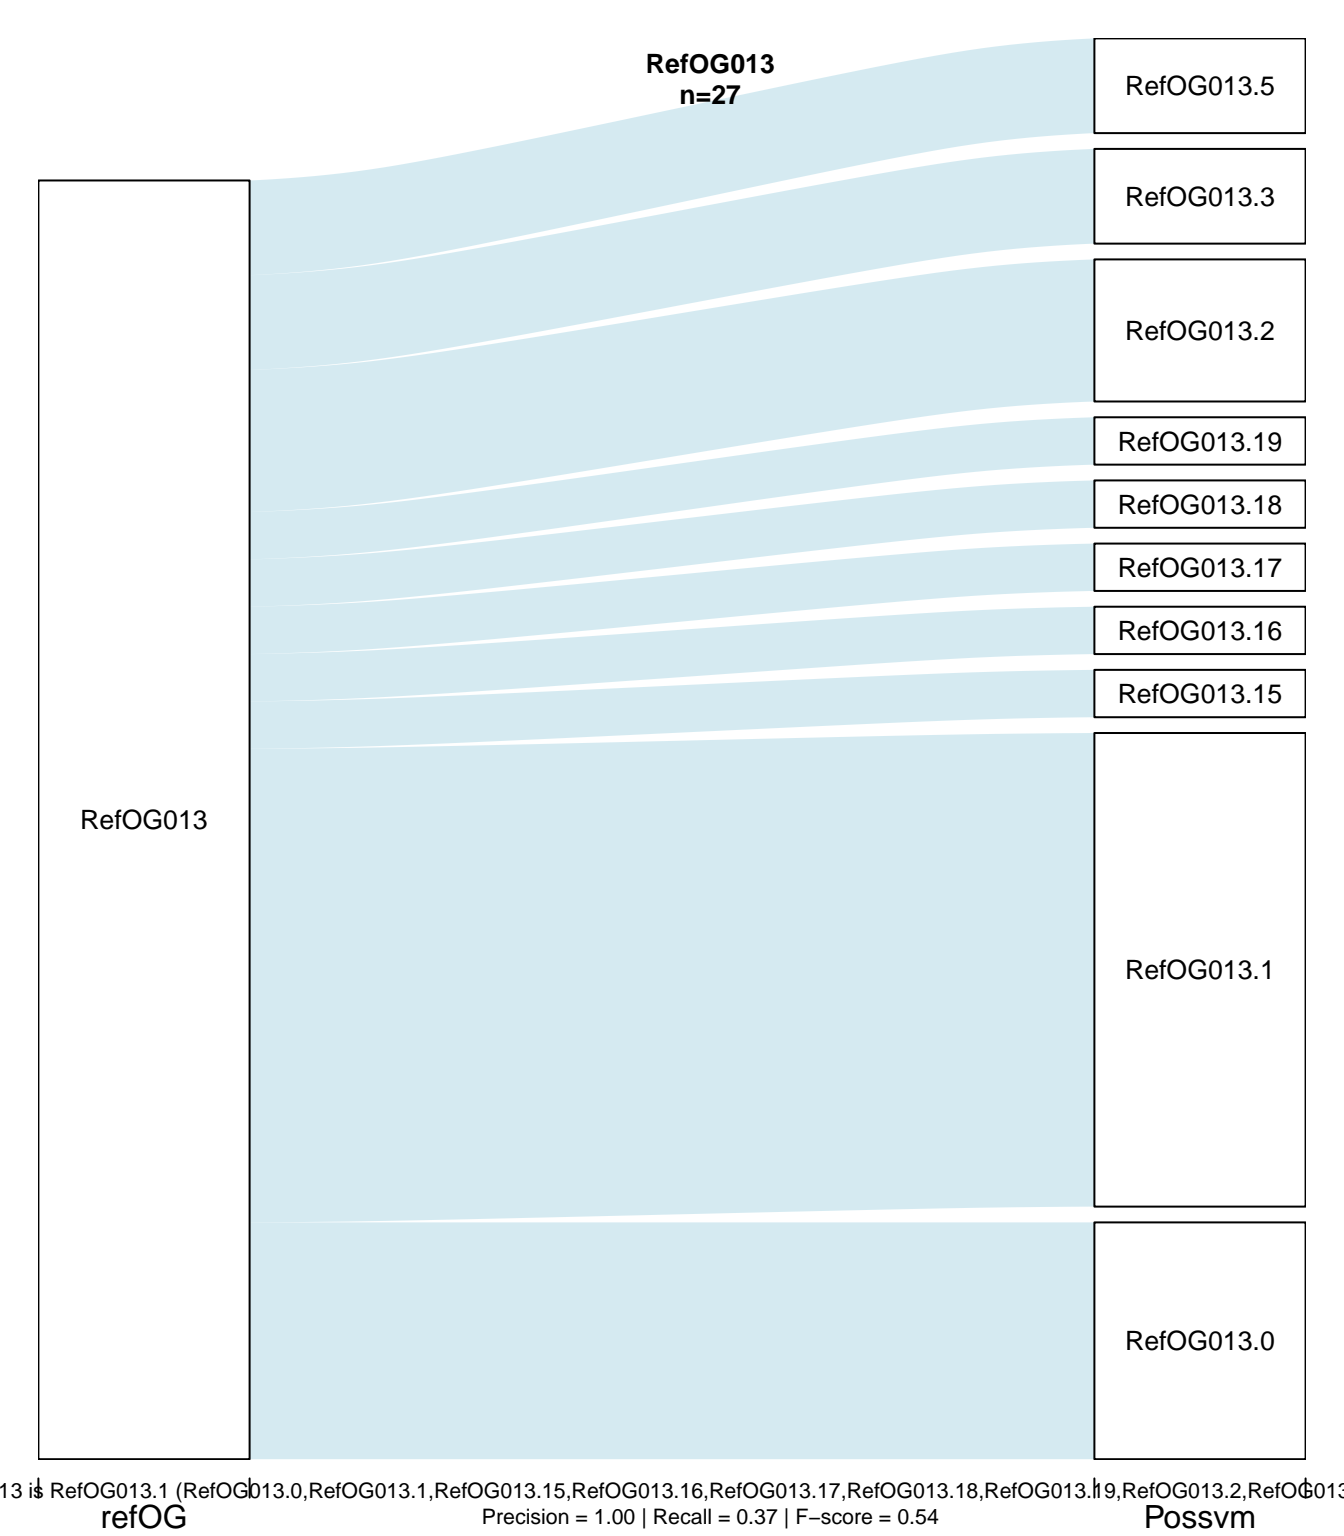 RefOG013
n=27
RefOG013.5
RefOG013.3
RefOG013.2
RefOG013.19
RefOG013.18
RefOG013.17
RefOG013.16
RefOG013.15
RefOG013
RefOG013.1
RefOG013.0
13 is RefOG013.1 (RefOG013.0,RefOG013.1,RefOG013.15,RefOG013.16,RefOG013.17,RefOG013.18,RefOG013.19,RefOG013.2,RefOG013
refOG
Precision = 1.00 | Recall = 0.37 | F−score = 0.54
Possvm